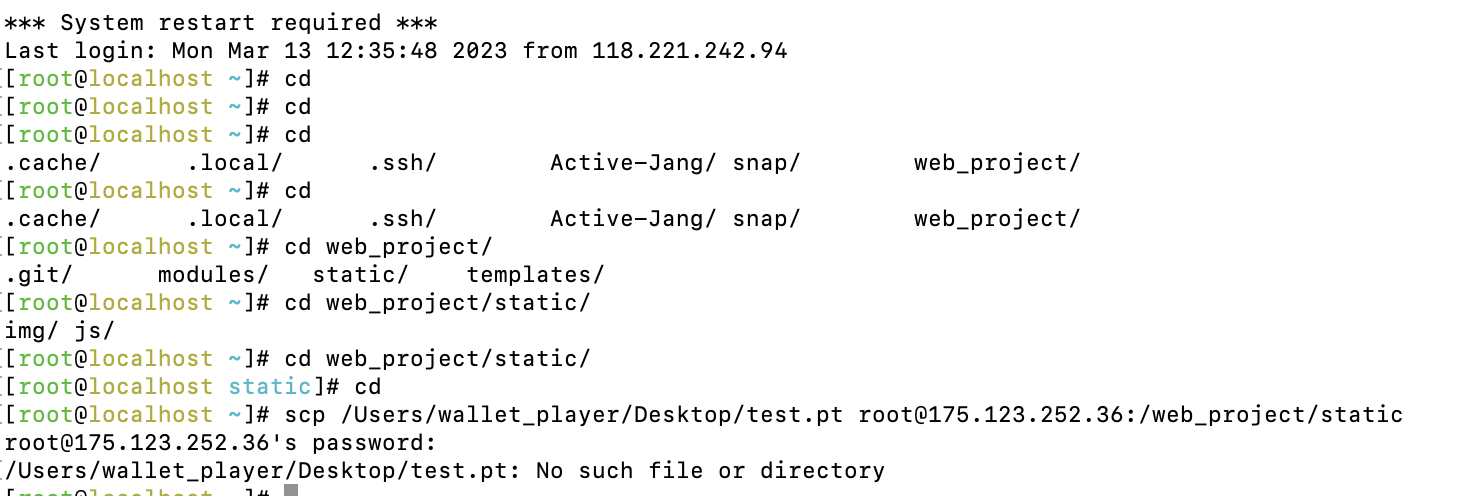 *** System restart required ***
Last login: Mon Mar 13 12:35:48 2023 from 118.221.242.94
[[root@localhost ~]# cd
[[root@localhost ~]# cd
[[root@localhost ~]# cd
.cache/      .local/      .ssh/        Active-Jang/ snap/        web_project/
[[root@localhost ~]# cd
.cache/      .local/      .ssh/        Active-Jang/ snap/        web_project/
[[root@localhost ~]# cd web_project/
.git/      modules/   static/    templates/
[[root@localhost ~]# cd web_project/static/
img/ js/
[[root@localhost ~]# cd web_project/static/
[[root@localhost static]# cd
[[root@localhost ~]# scp /Users/wallet_player/Desktop/test.pt root@175.123.252.36:/web_project/static
root@175.123.252.36's password:
/Users/wallet_player/Desktop/test.pt: No such file or directory
[[root@localhost ~]#